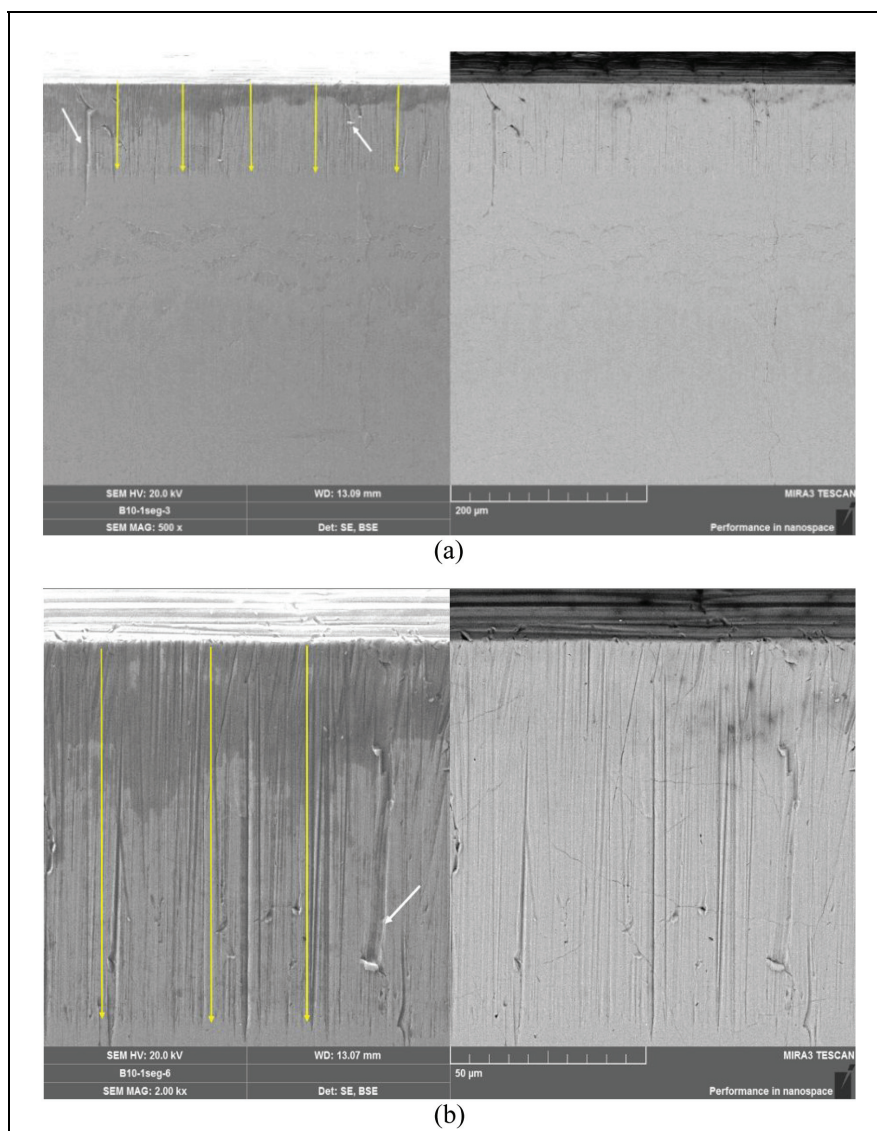 SEM HV: 20.0 kV
WD: 13.09 mm
MIRA3 TESCAN
B10-1seg-3
200 µm
SEM MAG: 500 x
Det: SE, BSE
Performance in nanospace
(a)
SEM HV: 20.0 kV
WD: 13.07 mm
MIRA3 TESCAN
B10-1seg-6
50 µm
SEM MAG: 2.00 kx
Det: SE, BSE
Performance in nanospace
(b)